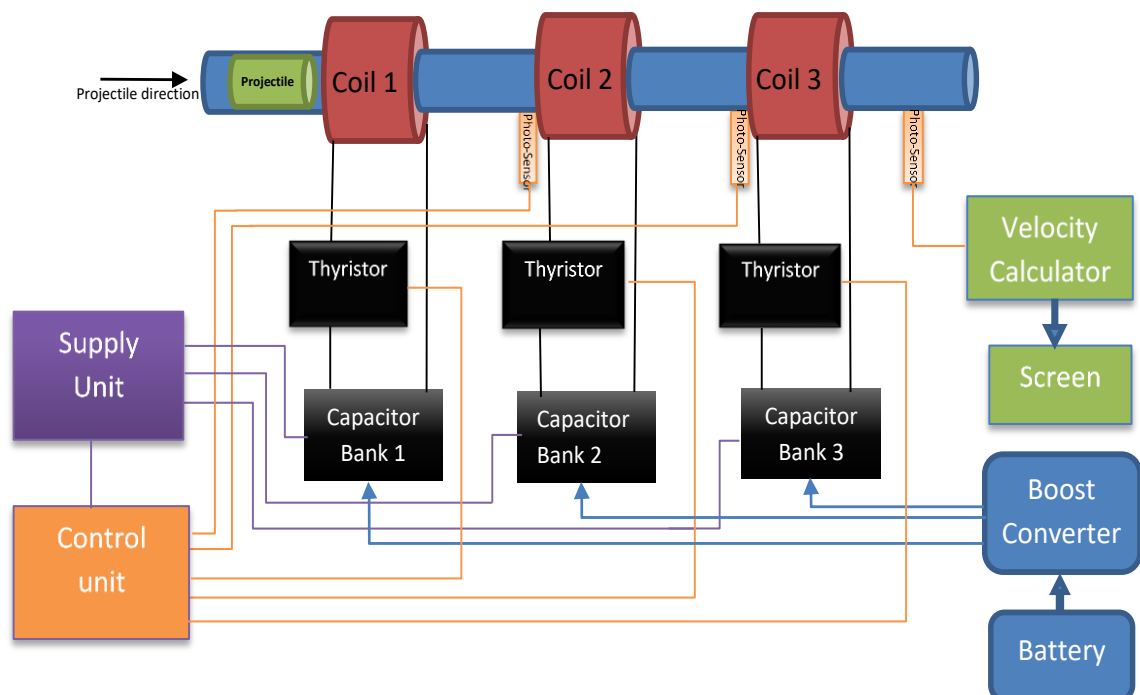 Projectile
Coil 1
Coil 2
Coil 3
Projectile direction
Photo-Sensor
Photo-Sensor
Photo-Sensor
Velocity
Calculator
Thyristor
Thyristor
Thyristor
Supply
Unit
Screen
Capacitor
Bank 1
Capacitor
Bank 2
Capacitor
Bank 3
Boost
Converter
Control
unit
Battery